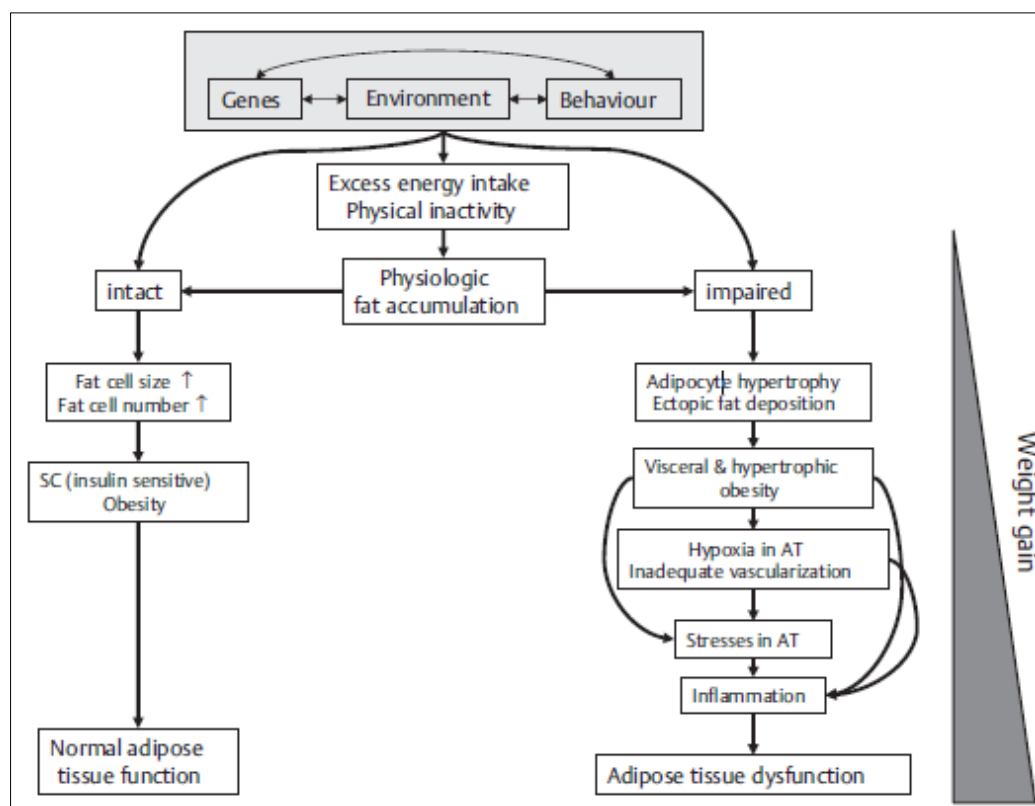 Genes
Environment
Behaviour
Excess energy intake
Physical inactivity
intact
Physiologic
fat accumulation
impaired
Fat cell size ↑
Fat cell number ↑
Adipocyte hypertrophy
Ectopic fat deposition
SC (insulin sensitive)
Obesity
Visceral & hypertrophic
obesity
Hypoxia in AT
Inadequate vascularization
Stresses in AT
Inflammation
Normal adipose
tissue function
Adipose tissue dysfunction
Weight gain